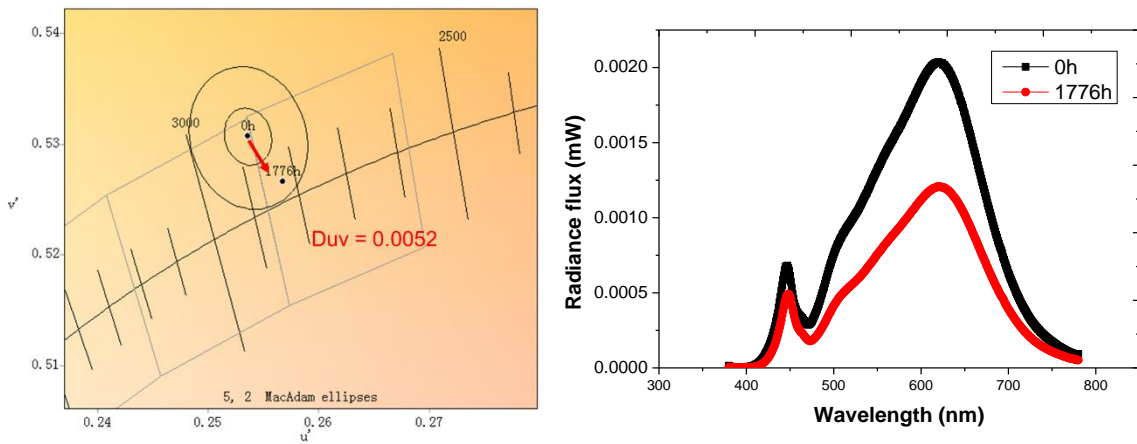 0.54
0.53
0.52
0.51
v'
0.24
0.25
0.26
0.27
u'
2500
3000
0h
1776h
Duv = 0.0052
5, 2 MacAdam ellipses
0.0020
0.0015
0.0010
0.0005
0.0000
Radiance flux (mW)
0h
1776h
300
400
500
600
700
800
Wavelength (nm)